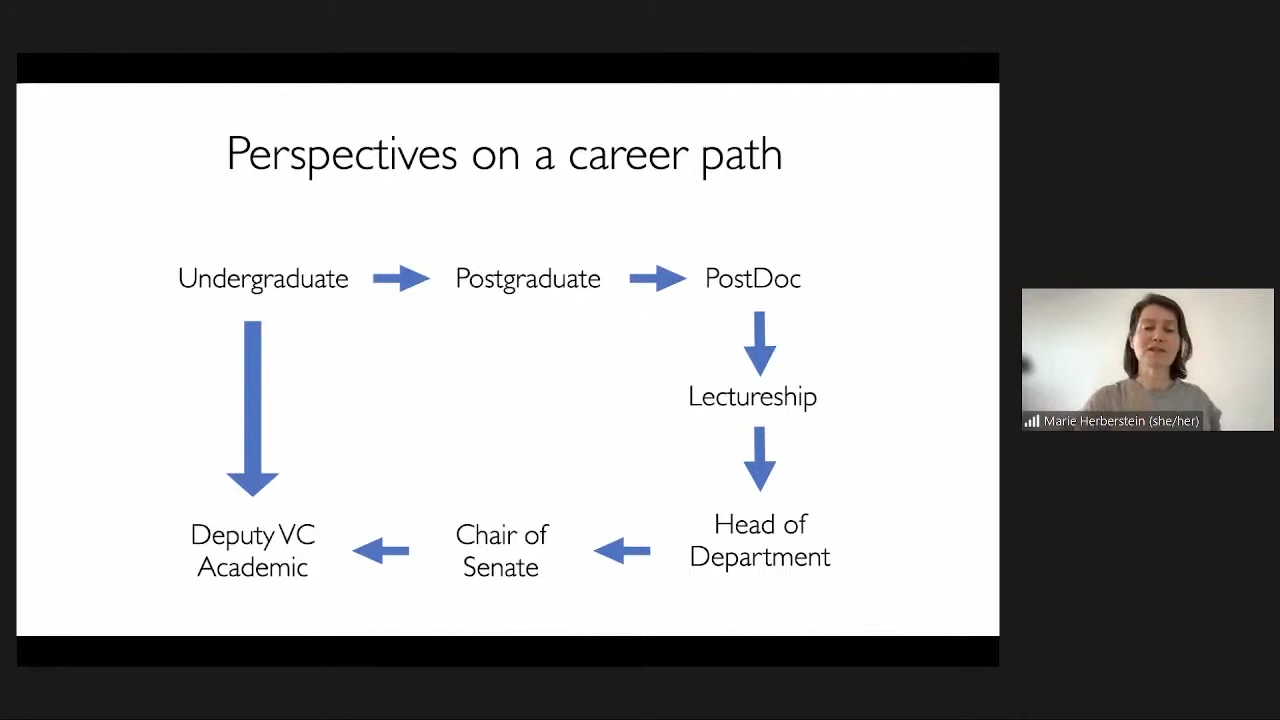 Perspectives on a career path
Undergraduate
Postgraduate
PostDoc
Lectureship
Head of
Department
Chair of
Senate
Deputy VC
Academic
Marie Herberstein (she/her)